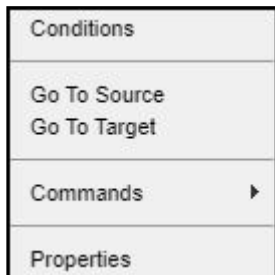 Conditions
Go To Source
Go To Target
Commands
Properties